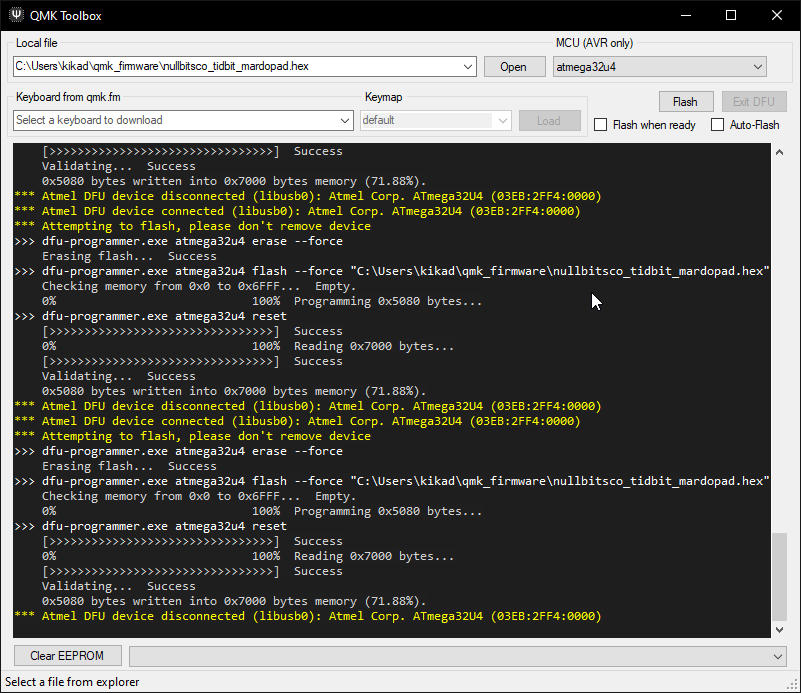 QMK Toolbox
Local file
MCU (AVR only)
C:\Users\kikad\qmk_firmware\nullbitsco_tidbit_mardopad.hex
Open
atmega32u4
Keyboard from qmk.fm
Keymap
Flash
Exit DFU
Select a keyboard to download
default
Load
Flash when ready
Auto-Flash
[>>>>>>>>>>>>>>>>>>>>>>>>>>>>>>>>] Success
Validating... Success
0x5080 bytes written into 0x7000 bytes memory (71.88%).
*** Atmel DFU device disconnected (libusb0): Atmel Corp. ATmega32U4 (03EB:2FF4:0000)
*** Atmel DFU device connected (libusb0): Atmel Corp. ATmega32U4 (03EB:2FF4:0000)
*** Attempting to flash, please don't remove device
>>> dfu-programmer.exe atmega32u4 erase --force
Erasing flash... Success
>>> dfu-programmer.exe atmega32u4 flash --force "C:\Users\kikad\qmk_firmware\nullbitsco_tidbit_mardopad.hex"
Checking memory from 0x0 to 0x6FFF... Empty.
0% 100% Programming 0x5080 bytes...
>>> dfu-programmer.exe atmega32u4 reset
[>>>>>>>>>>>>>>>>>>>>>>>>>>>>>>>>] Success
0% 100% Reading 0x7000 bytes...
[>>>>>>>>>>>>>>>>>>>>>>>>>>>>>>>>] Success
Validating... Success
0x5080 bytes written into 0x7000 bytes memory (71.88%).
*** Atmel DFU device disconnected (libusb0): Atmel Corp. ATmega32U4 (03EB:2FF4:0000)
*** Atmel DFU device connected (libusb0): Atmel Corp. ATmega32U4 (03EB:2FF4:0000)
*** Attempting to flash, please don't remove device
>>> dfu-programmer.exe atmega32u4 erase --force
Erasing flash... Success
>>> dfu-programmer.exe atmega32u4 flash --force "C:\Users\kikad\qmk_firmware\nullbitsco_tidbit_mardopad.hex"
Checking memory from 0x0 to 0x6FFF... Empty.
0% 100% Programming 0x5080 bytes...
>>> dfu-programmer.exe atmega32u4 reset
[>>>>>>>>>>>>>>>>>>>>>>>>>>>>>>>>] Success
0% 100% Reading 0x7000 bytes...
[>>>>>>>>>>>>>>>>>>>>>>>>>>>>>>>>] Success
Validating... Success
0x5080 bytes written into 0x7000 bytes memory (71.88%).
*** Atmel DFU device disconnected (libusb0): Atmel Corp. ATmega32U4 (03EB:2FF4:0000)
Clear EEPROM
Select a file from explorer